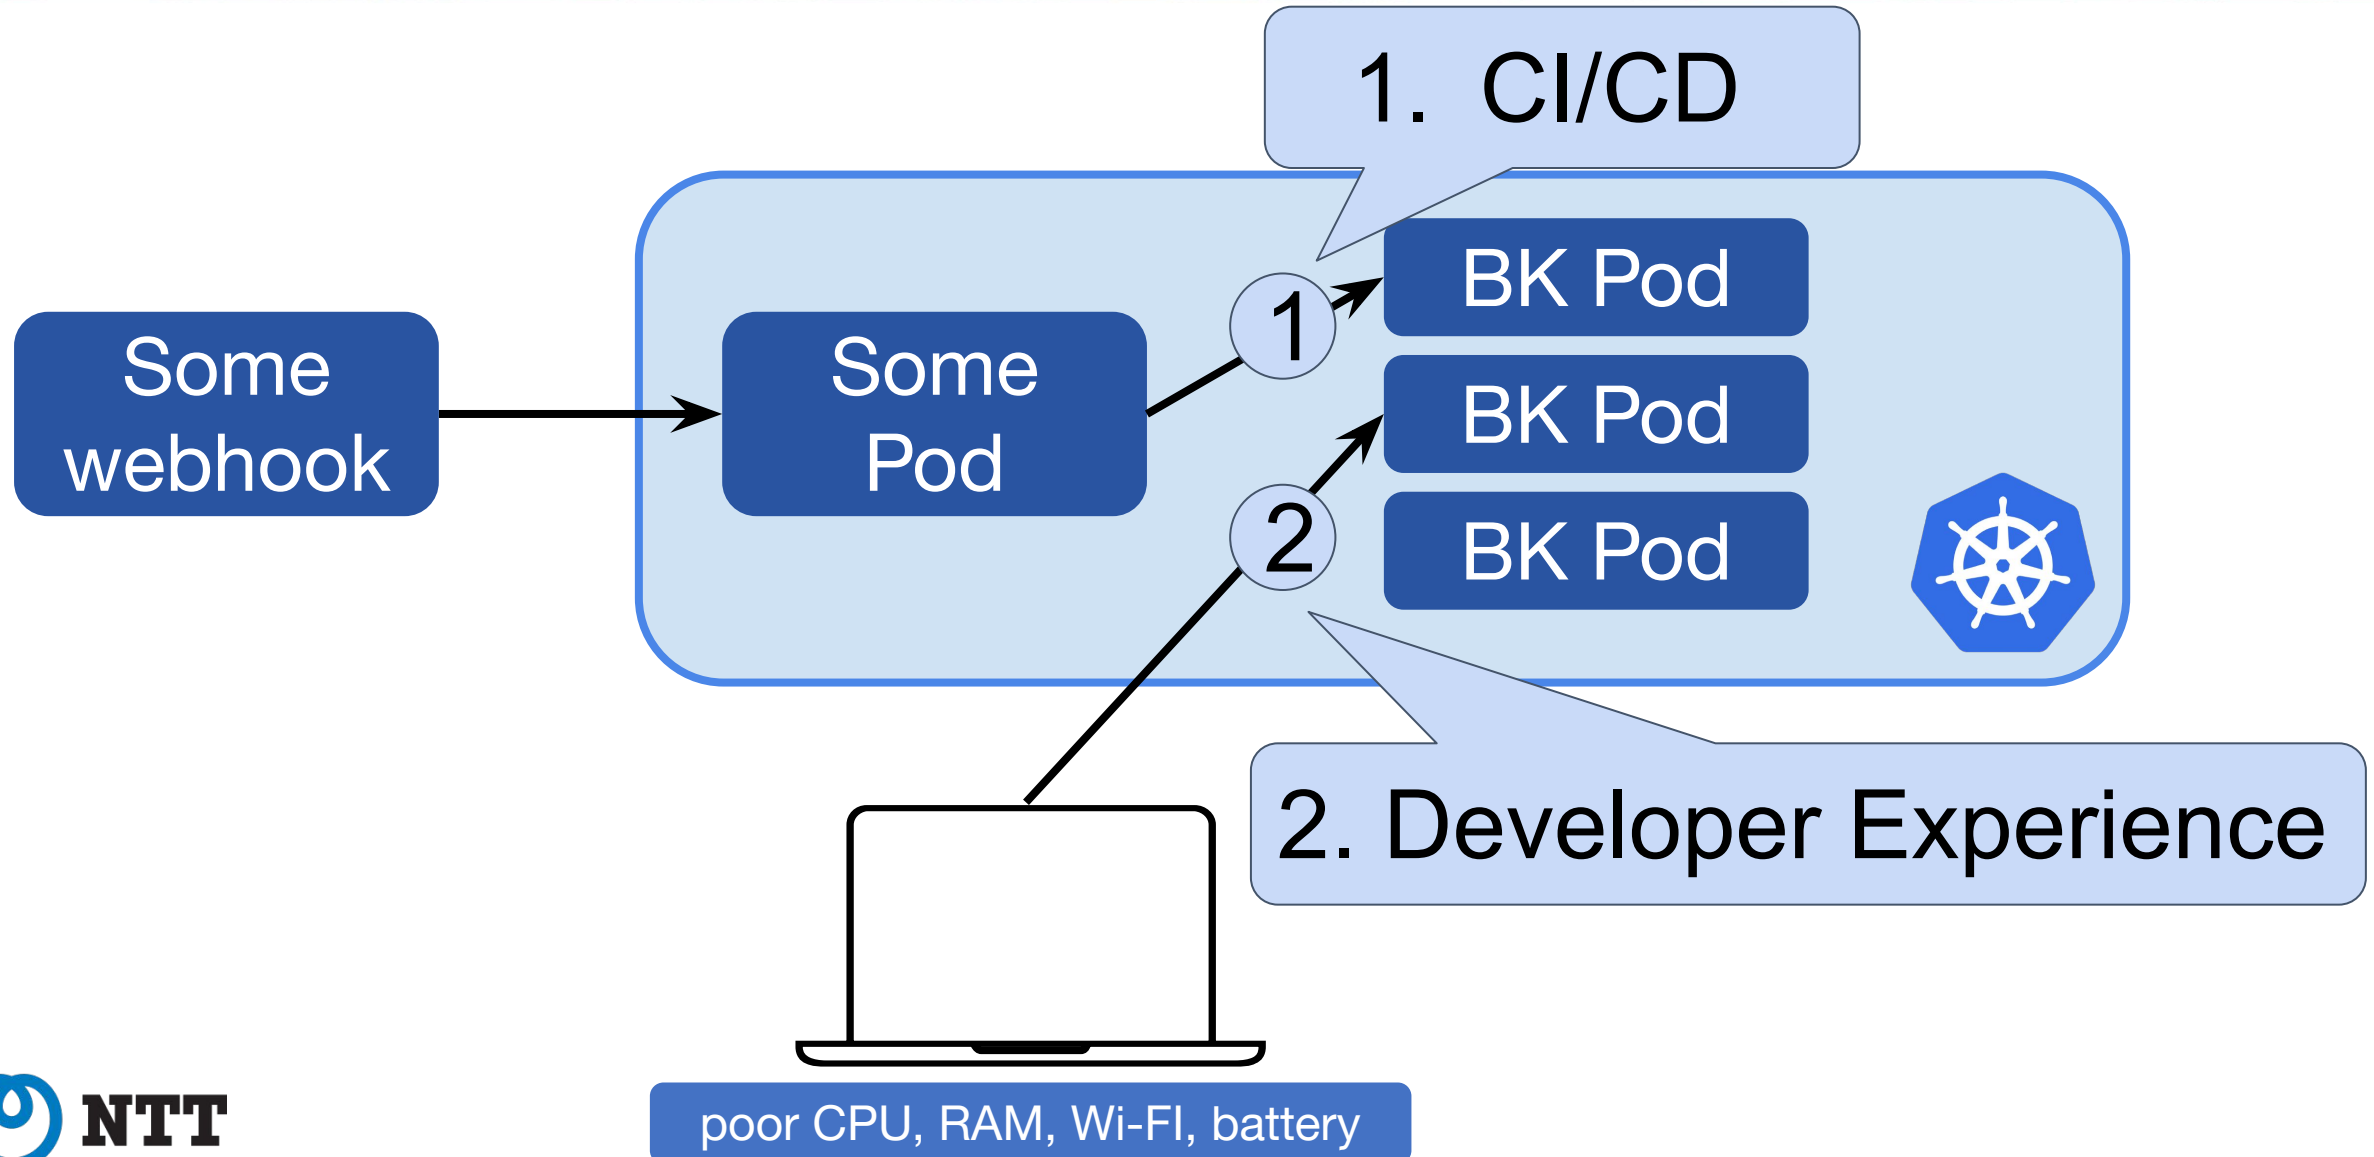 1. CI/CD
Some
webhook
Some
Pod
1
BK Pod
BK Pod
BK Pod
2
2. Developer Experience
poor CPU, RAM, Wi-FI, battery
NTT